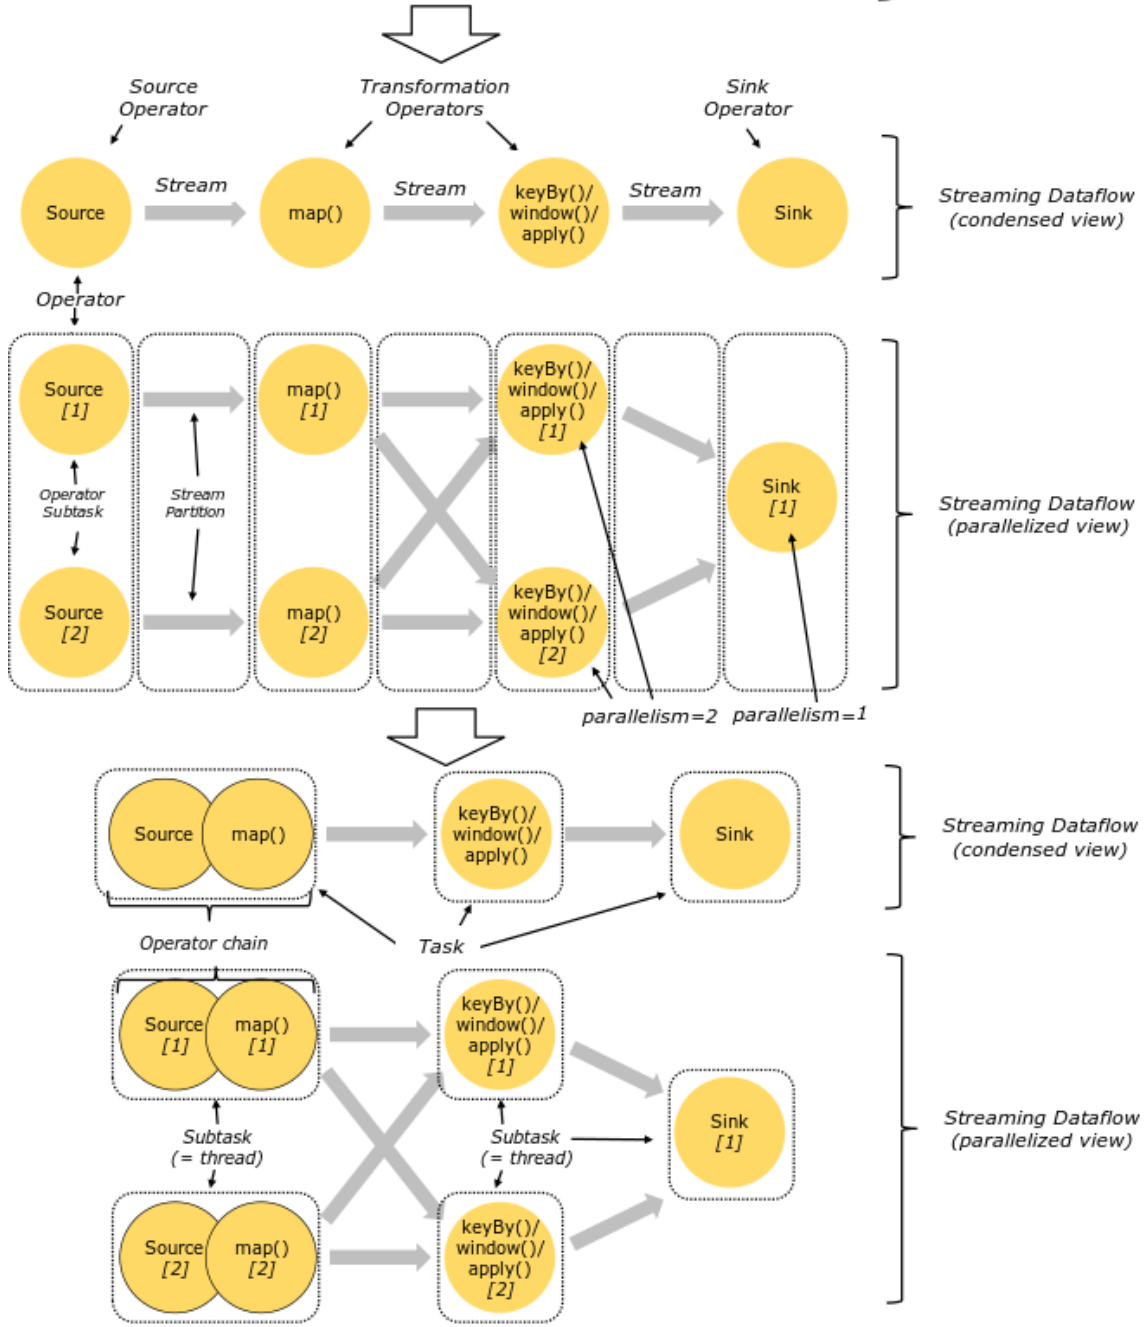 Source
Operator
Transformation
Operators
Sink
Operator
Source
Stream
map()
Stream
keyBy()/
window()/
apply()
Stream
Sink
Streaming Dataflow
(condensed view)
Operator
Source
[1]
map()
[1]
keyBy()/
window()/
apply()
[1]
Operator
Subtask
Stream
Partition
Sink
[1]
Streaming Dataflow
(parallelized view)
Source
[2]
map()
[2]
keyBy()/
window()/
apply()
[2]
parallelism=2
parallelism=1
Source
map()
keyBy()/
window()/
apply()
Sink
Streaming Dataflow
(condensed view)
Operator chain
Task
Source
[1]
map()
[1]
keyBy()/
window()/
apply()
[1]
Subtask
(= thread)
Subtask
(= thread)
Sink
[1]
Streaming Dataflow
(parallelized view)
Source
[2]
map()
[2]
keyBy()/
window()/
apply()
[2]